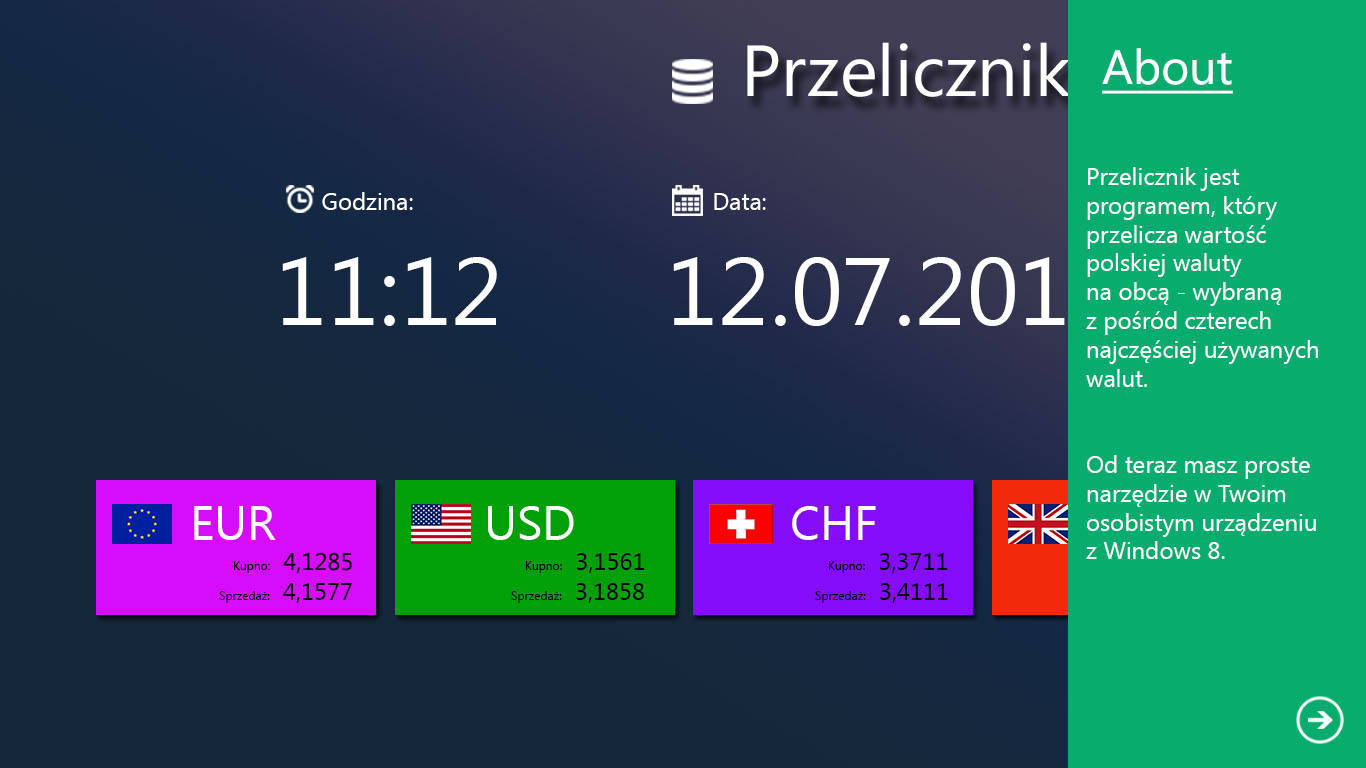 Przelicznik
Godzina:
Data:
11:12
12.07.201
EUR
Kupno: 4,1285
Sprzedaż: 4,1577
USD
Kupno: 3,1561
Sprzedaż: 3,1858
CHF
Kupno: 3,3711
Sprzedaż: 3,4111
About
Przelicznik jest
programem, który
przelicza wartość
polskiej waluty
na obcą - wybraną
z pośród czterech
najczęściej używanych
walut.
Od teraz masz proste
narzędzie w Twoim
osobistym urządzeniu
z Windows 8.